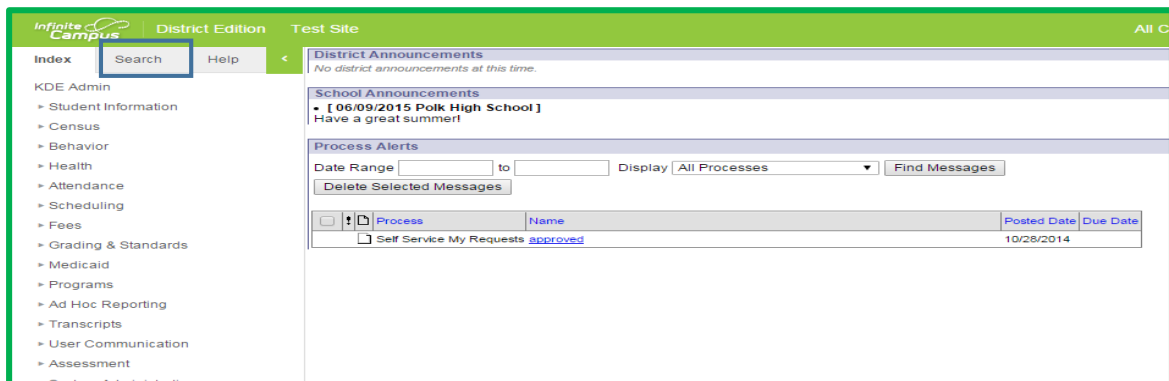 Infinite Campus District Edition Test Site All C
Index Search Help <
KDE Admin
Student Information
Census
Behavior
Health
Attendance
Scheduling
Fees
Grading & Standards
Medicaid
Programs
Ad Hoc Reporting
Transcripts
User Communication
Assessment
District Announcements
No district announcements at this time.
School Announcements
• [ 06/09/2015 Polk High School ]
Have a great summer!
Process Alerts
Date Range to Display All Processes Find Messages
Delete Selected Messages
! Process Name Posted Date Due Date
Self Service My Requests approved 10/28/2014